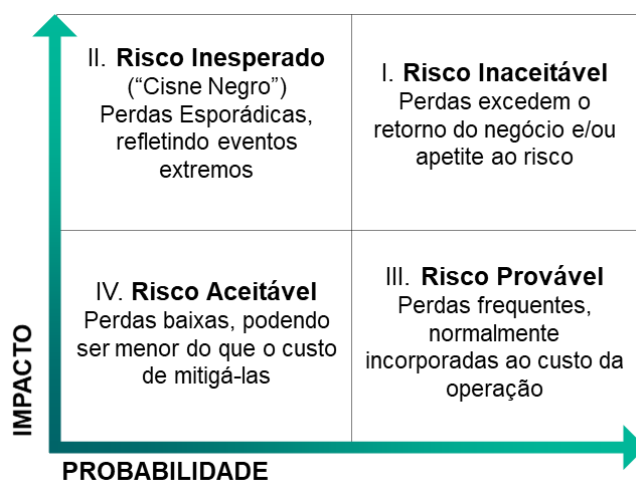 II. Risco Inesperado
(“Cisne Negro”)
Perdas Esporádicas,
refletindo eventos
extremos
I. Risco Inaceitável
Perdas excedem o
retorno do negócio e/ou
apetite ao risco
IV. Risco Aceitável
Perdas baixas, podendo
ser menor do que o custo
de mitigá-las
III. Risco Provável
Perdas frequentes,
normalmente
incorporadas ao custo da
operação
IMPACTO
PROBABILIDADE